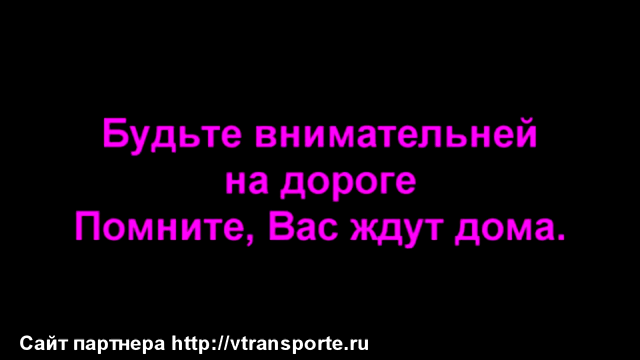 Будьте внимательней
на дороге
Помните, Вас ждут дома.
Сайт партнера http://vtransporte.ru